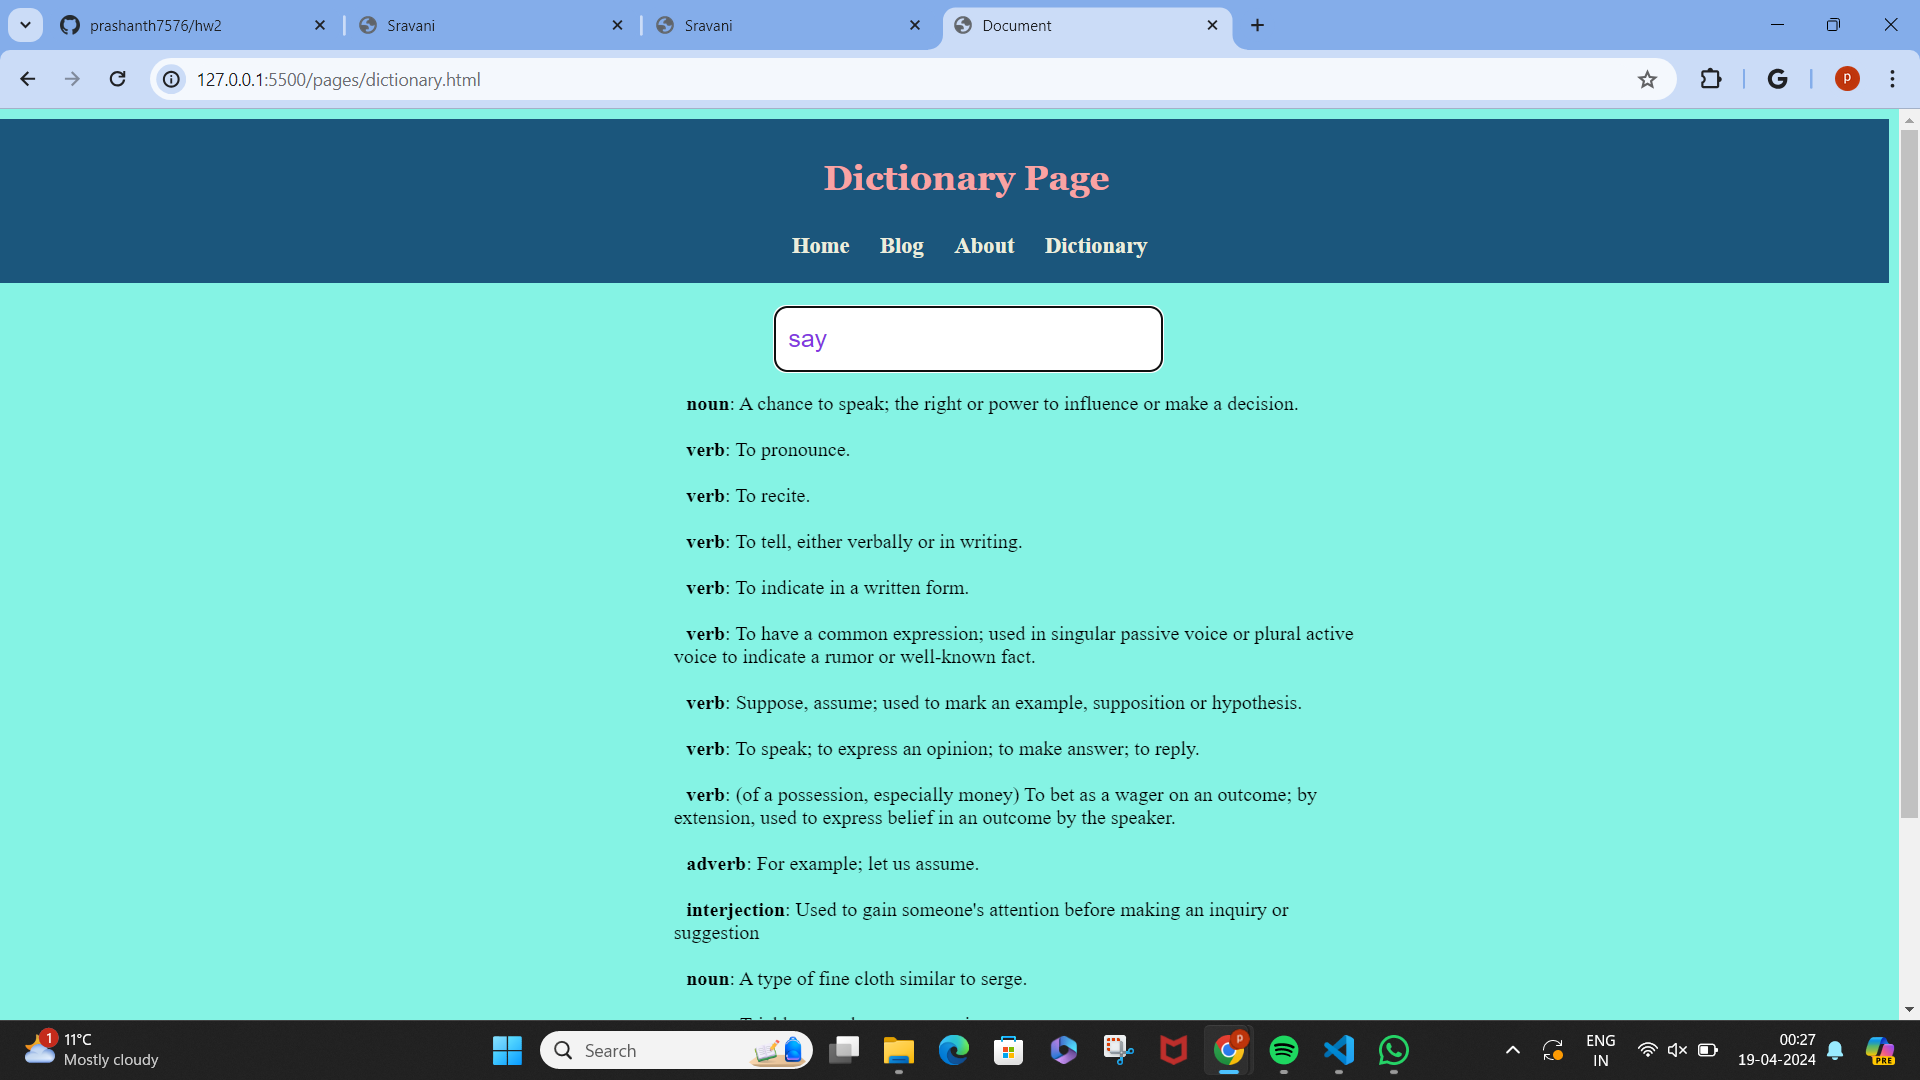 prashanth7576/hw2
Sravani
Sravani
Document
127.0.0.1:5500/pages/dictionary.html
P
Dictionary Page
Home Blog About Dictionary
say
noun: A chance to speak; the right or power to influence or make a decision.
verb: To pronounce.
verb: To recite.
verb: To tell, either verbally or in writing.
verb: To indicate in a written form.
verb: To have a common expression; used in singular passive voice or plural active
voice to indicate a rumor or well-known fact.
verb: Suppose, assume; used to mark an example, supposition or hypothesis.
verb: To speak; to express an opinion; to make answer; to reply.
verb: (of a possession, especially money) To bet as a wager on an outcome; by
extension, used to express belief in an outcome by the speaker.
adverb: For example; let us assume.
interjection: Used to gain someone's attention before making an inquiry or
suggestion
noun: A type of fine cloth similar to serge.
1
11°C
Mostly cloudy
Search
P
ENG
IN
00:27
19-04-2024
PRE